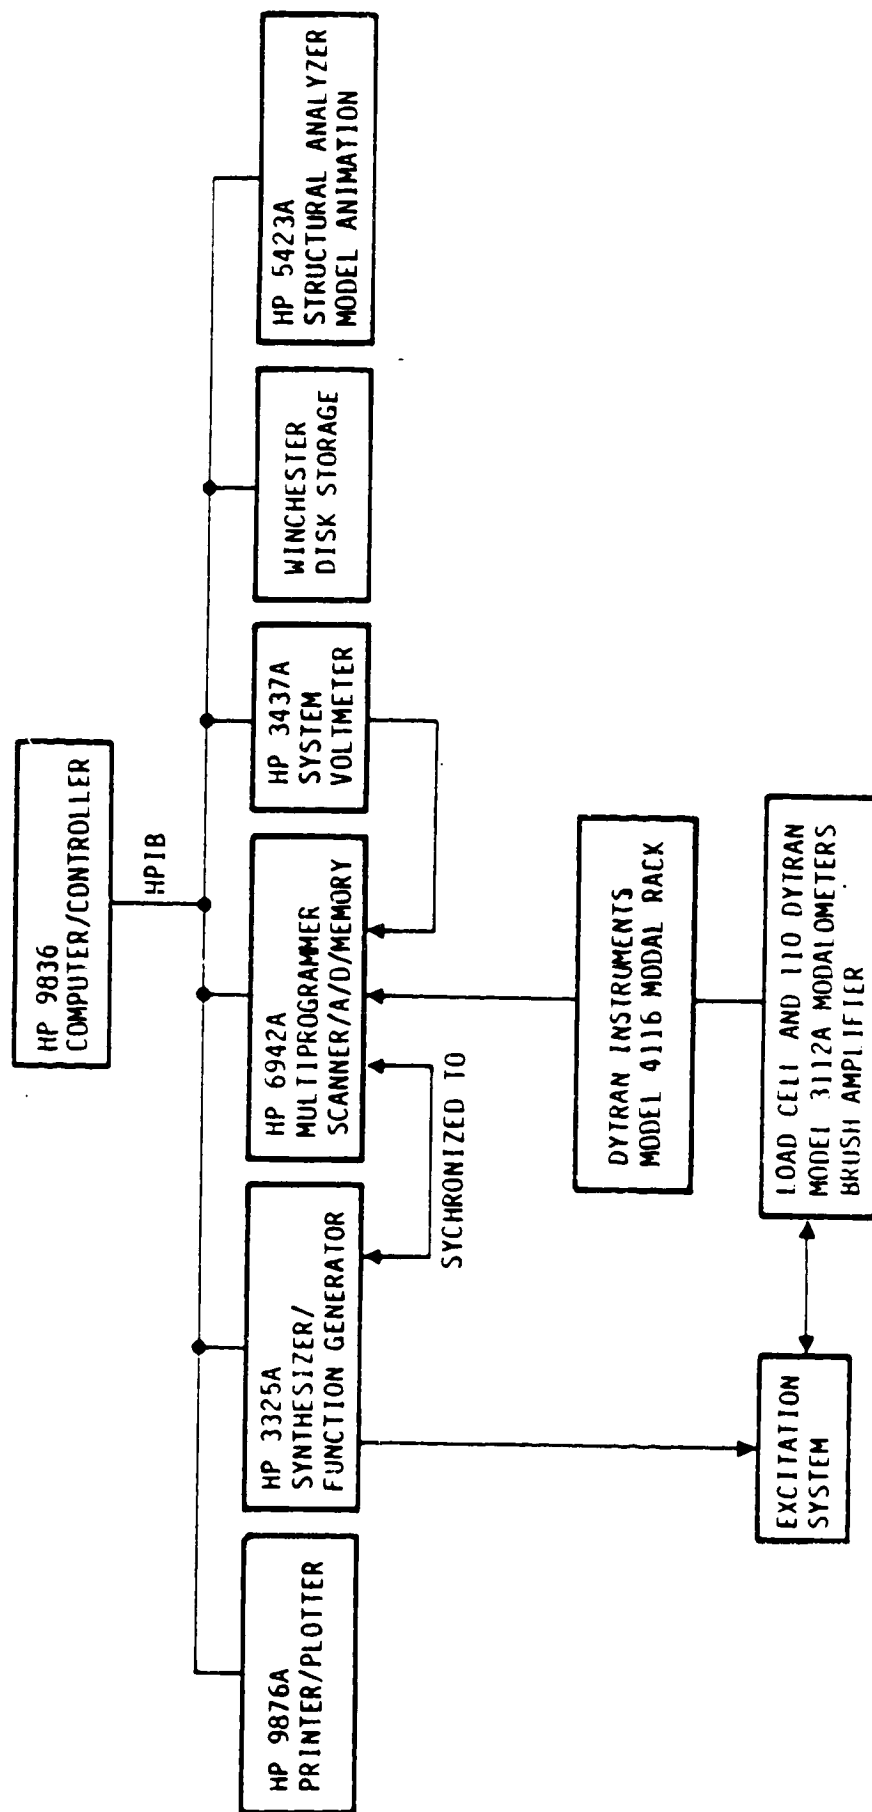 HP 9836
COMPUTER/CONTROLLER
HPIB
HP 9876A
PRINTER/PLOTTER
HP 3325A
SYNTHESIZER/
FUNCTION GENERATOR
HP 6942A
MULTIPROGRAMMER
SCANNER/A/D/MEMORY
HP 3437A
SYSTEM
VOLTMETER
WINCHESTER
DISK STORAGE
HP 5423A
STRUCTURAL ANALYZER
MODEL ANIMATION
SYCHRONIZED TO
DYTRAN INSTRUMENTS
MODEL 4116 MODAL RACK
EXCITATION
SYSTEM
LOAD CELL AND 110 DYTRAN
MODEL 3112A MODALOMETERS
BRUSH AMPLIFIER